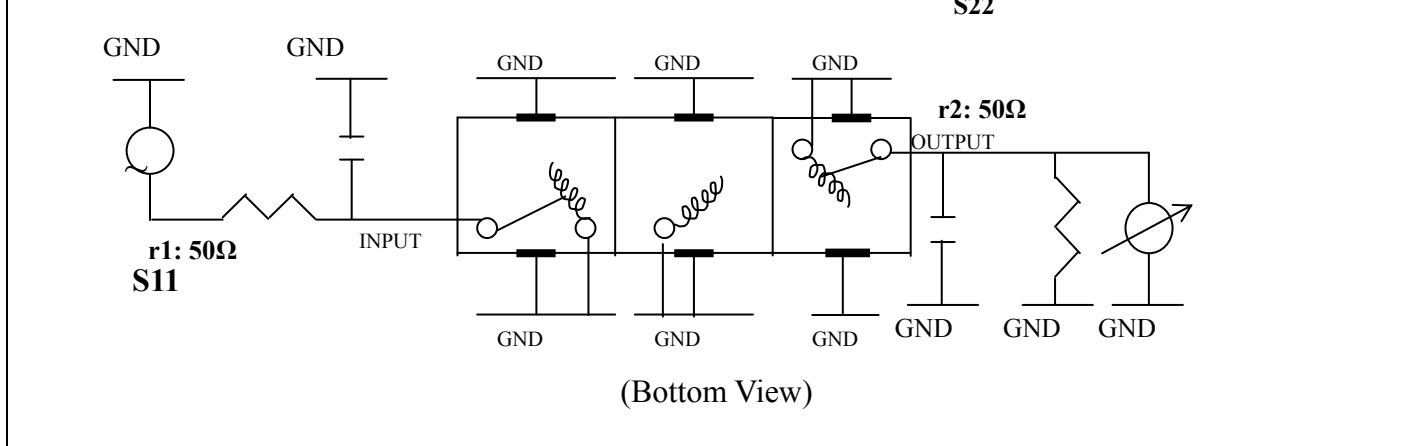 S22
GND
GND
GND
GND
GND
r2: 50Ω
OUTPUT
INPUT
r1: 50Ω
S11
GND
GND
GND
GND
GND
GND
(Bottom View)